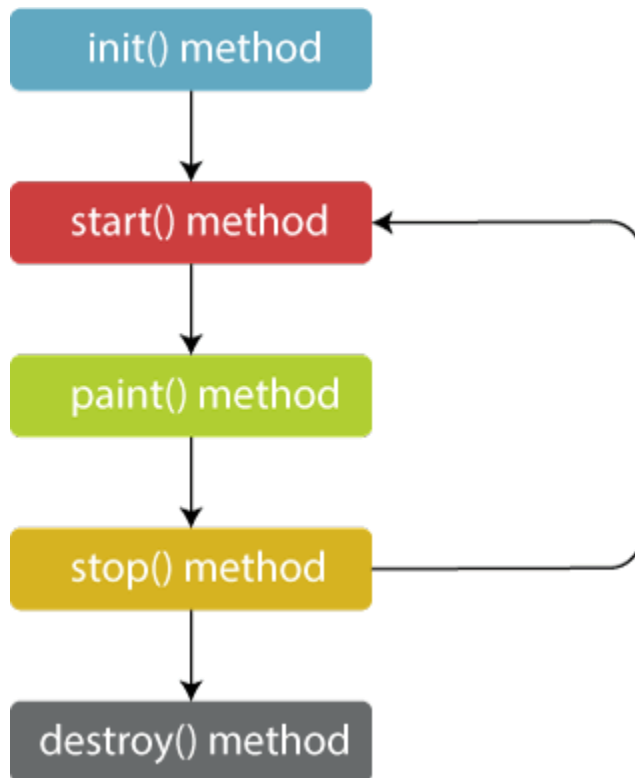 init() method
start() method
paint() method
stop() method
destroy() method